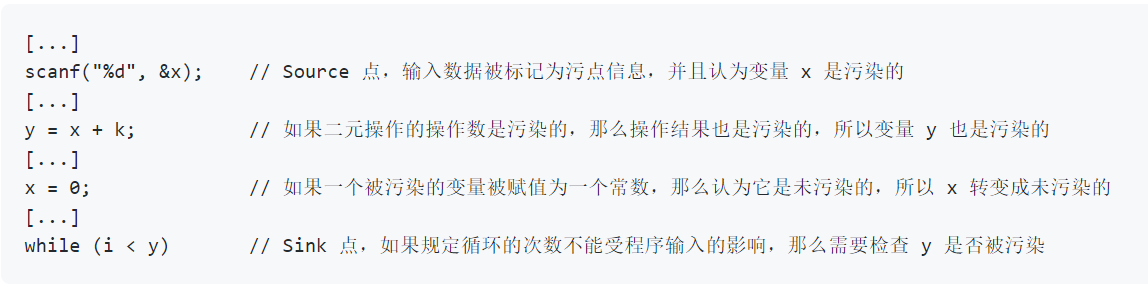 [...]
scanf("%d", &x);    // Source 点，输入数据被标记为污点信息，并且认为变量 x 是污染的
[...]
y = x + k;          // 如果二元操作的操作数是污染的，那么操作结果也是污染的，所以变量 y 也是污染的
[...]
x = 0;              // 如果一个被污染的变量被赋值为一个常数，那么认为它是未污染的，所以 x 转变成未污染的
[...]
while (i < y)       // Sink 点，如果规定循环的次数不能受程序输入的影响，那么需要检查 y 是否被污染